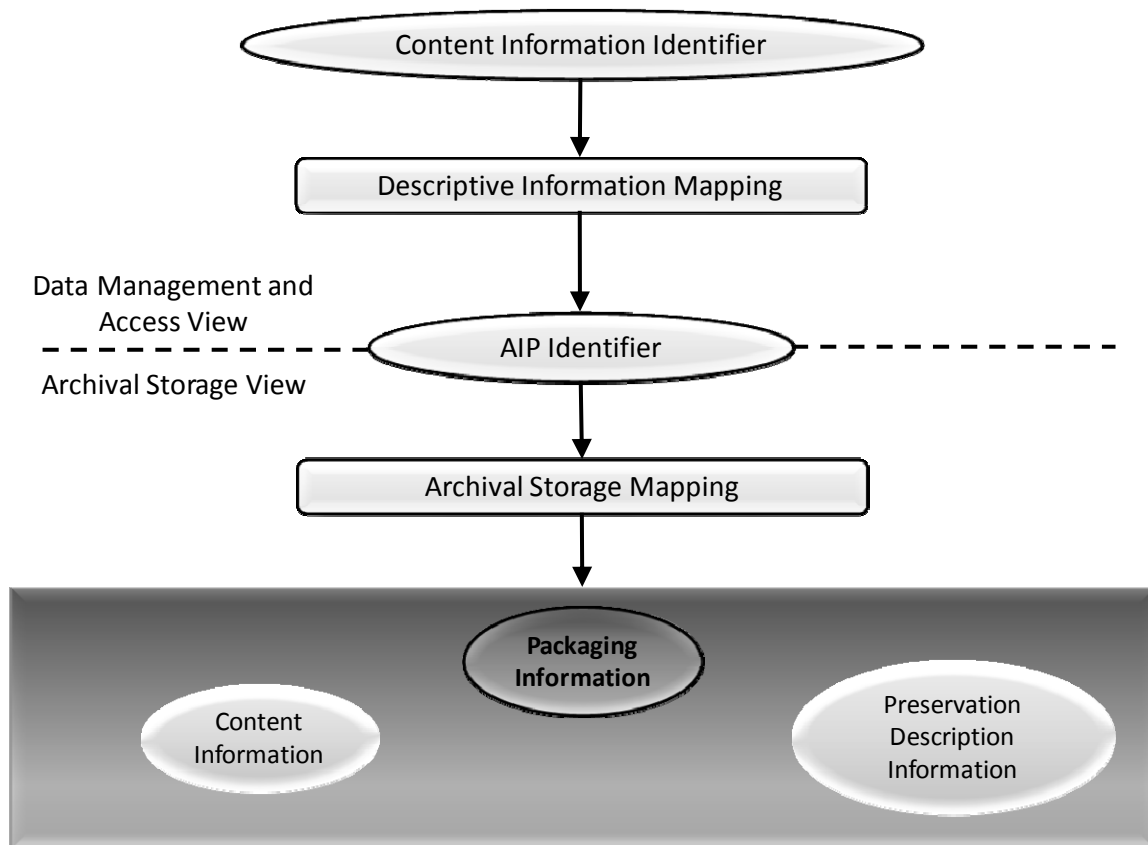 Content Information Identifier
Descriptive Information Mapping
Data Management and
Access View
AIP Identifier
Archival Storage View
Archival Storage Mapping
Packaging
Information
Content
Information
Preservation
Description
Information